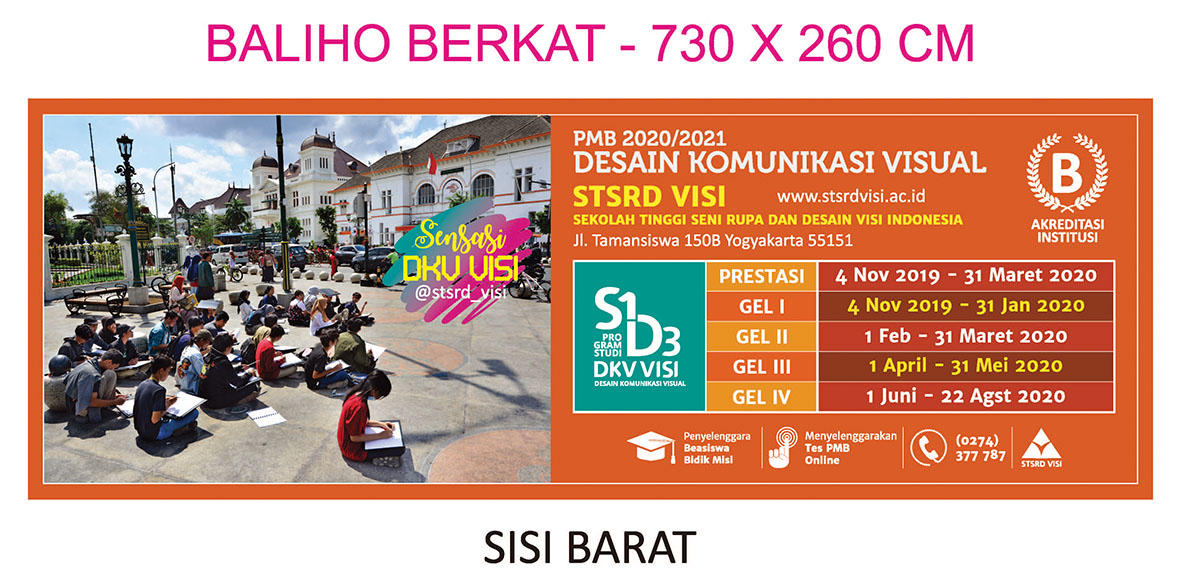 BALIHO BERKAT - 730 X 260 CM
Sensasi
DKV VISI
@stsrd_visi
PMB 2020/2021
DESAIN KOMUNIKASI VISUAL
STSRD VISI www.stsrdvisi.ac.id
SEKOLAH TINGGI SENI RUPA DAN DESAIN VISI INDONESIA
Jl. Tamansiswa 150B Yogyakarta 55151
B
AKREDITASI
INSTITUSI
S1
PRO
GRAM
STUDI
D3
DKV VISI
DESAIN KOMUNIKASI VISUAL
PRESTASI 4 Nov 2019 - 31 Maret 2020
GEL I 4 Nov 2019 - 31 Jan 2020
GEL II 1 Feb - 31 Maret 2020
GEL III 1 April - 31 Mei 2020
GEL IV 1 Juni - 22 Agst 2020
Penyelenggara
Beasiswa
Bidik Misi
Menyelenggarakan
Tes PMB
Online
(0274)
377 787
STSRD VISI
SISI BARAT